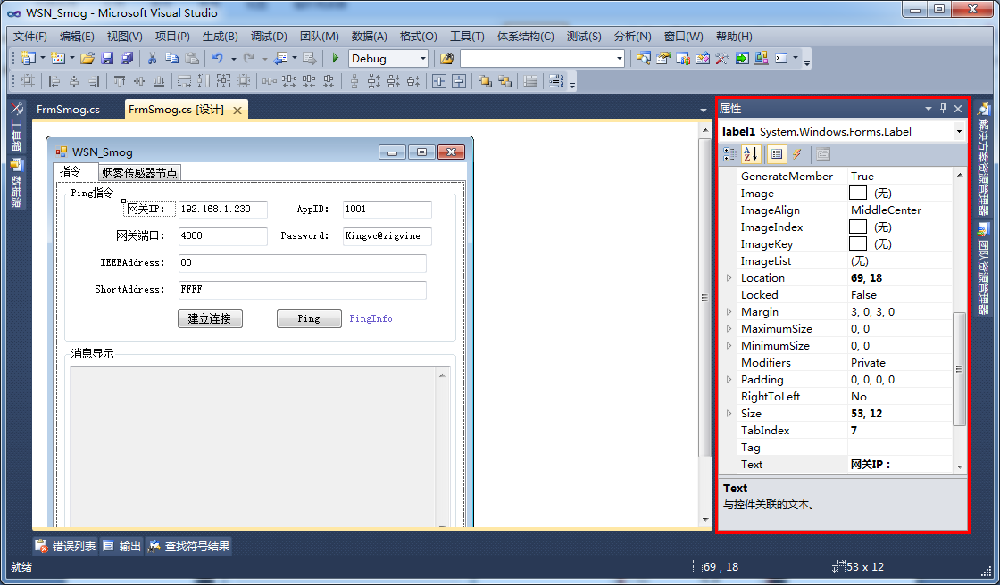 WSN_Smog - Microsoft Visual Studio
文件(F) 编辑(E) 视图(V) 项目(P) 生成(B) 调试(D) 团队(M) 数据(A) 格式(O) 工具(T) 体系结构(C) 测试(S) 分析(N) 窗口(W) 帮助(H)
Debug
工具箱
数据源
FrmSmog.cs
FrmSmog.cs [设计]
WSN_Smog
指令
烟雾传感器节点
Ping指令
网关IP: 192.168.1.230 AppID: 1001
网关端口: 4000 Password: Kingvc@zigvine
IEEEAddress: 00
ShortAddress: FFFF
建立连接 Ping PingInfo
消息显示
属性
label1 System.Windows.Forms.Label
GenerateMember True
Image (无)
ImageAlign MiddleCenter
ImageIndex (无)
ImageKey (无)
ImageList (无)
Location 69, 18
Locked False
Margin 3, 0, 3, 0
MaximumSize 0, 0
MinimumSize 0, 0
Modifiers Private
Padding 0, 0, 0, 0
RightToLeft No
Size 53, 12
TabIndex 7
Tag
Text 网关IP：
Text
与控件关联的文本。
解决方案资源管理器
团队资源管理器
错误列表 输出 查找符号结果
就绪 69 , 18 53 x 12